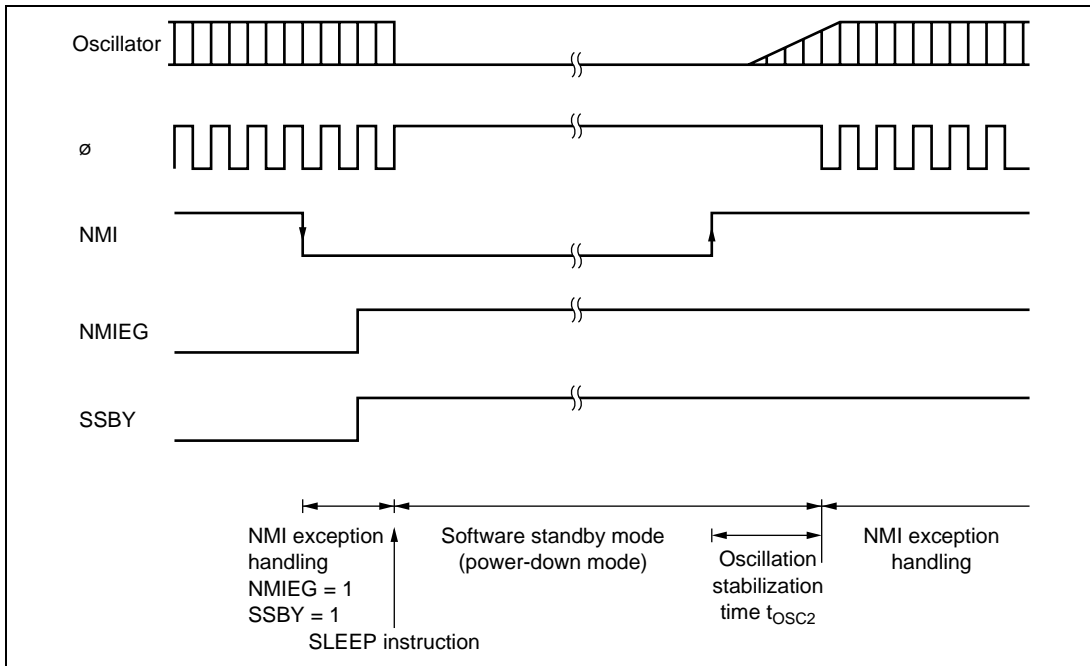 Oscillator
ø
NMI
NMIEG
SSBY
NMI exception
handling
NMIEG = 1
SSBY = 1
SLEEP instruction
Software standby mode
(power-down mode)
Oscillation
stabilization
time tOSC2
NMI exception
handling